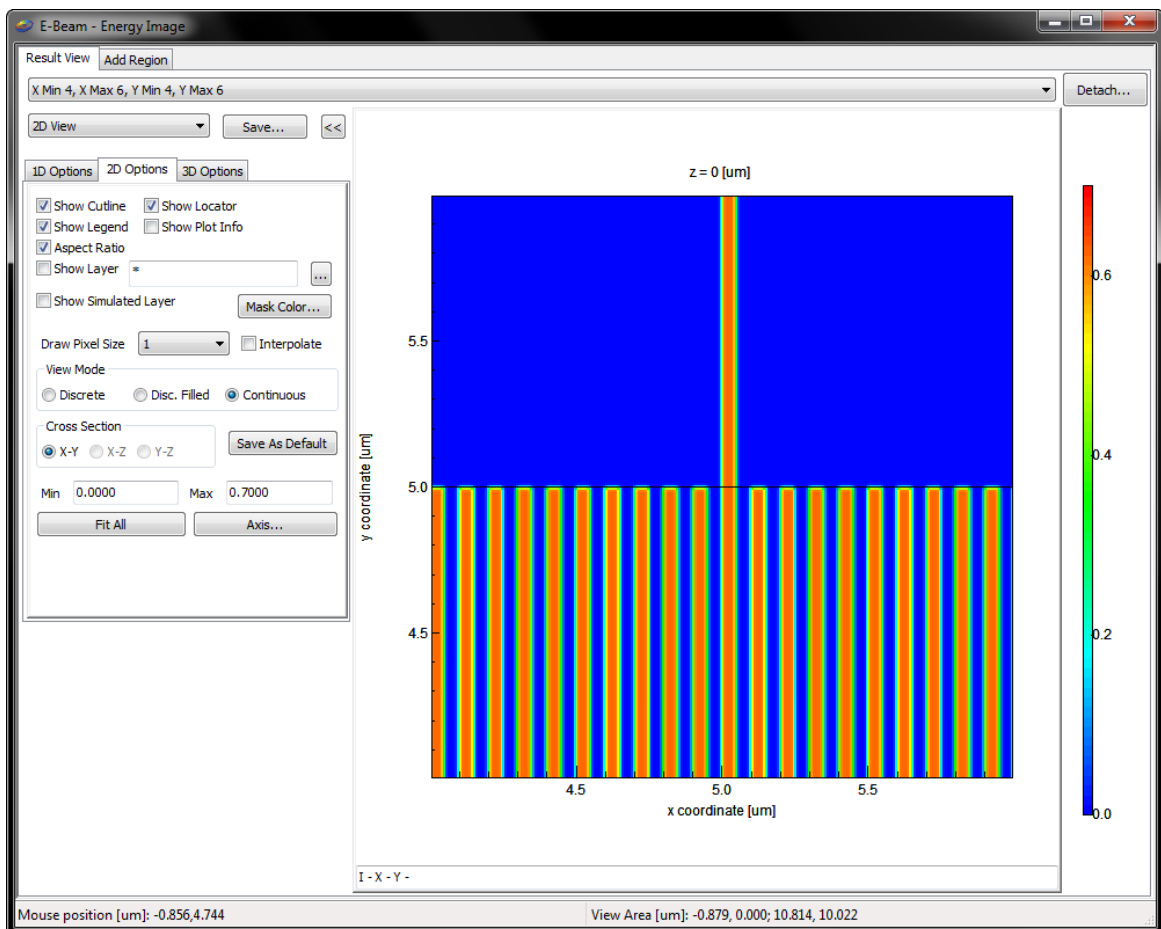 E-Beam - Energy Image
Result View Add Region
X Min 4, X Max 6, Y Min 4, Y Max 6
Detach...
2D View Save... <<
1D Options 2D Options 3D Options
Show Cutline Show Locator
Show Legend Show Plot Info
Aspect Ratio
Show Layer * ...
Show Simulated Layer Mask Color...
Draw Pixel Size 1 Interpolate
View Mode
Discrete Disc. Filled Continuous
Cross Section
X-Y X-Z Y-Z Save As Default
Min 0.0000 Max 0.7000
Fit All Axis...
z = 0 [um]
y coordinate [um]
5.5
5.0
4.5
4.5 5.0 5.5
x coordinate [um]
0.6
0.4
0.2
0.0
I - X - Y -
Mouse position [um]: -0.856,4.744 View Area [um]: -0.879, 0.000; 10.814, 10.022